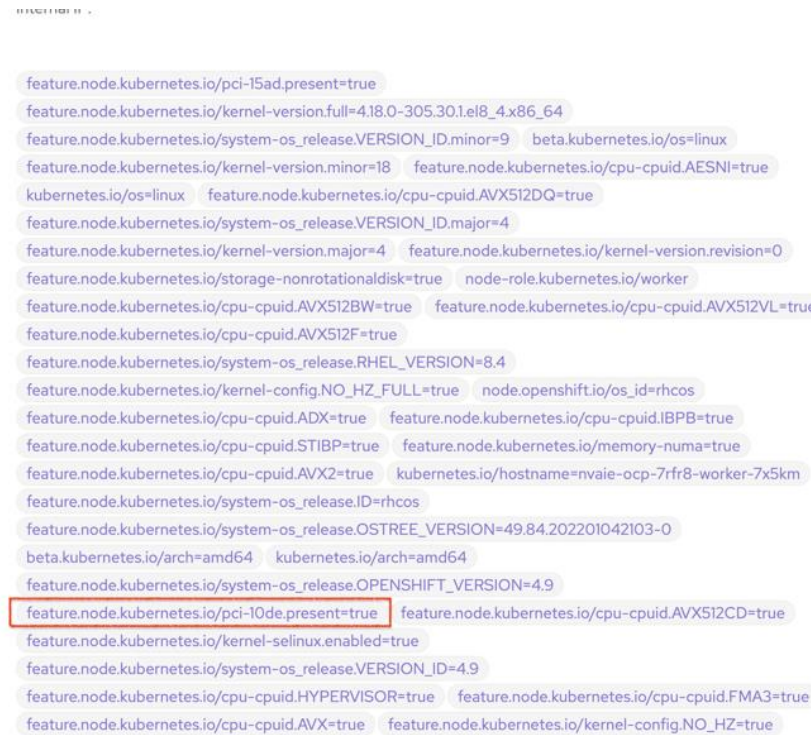 feature.node.kubernetes.io/pci-15ad.present=true
feature.node.kubernetes.io/kernel-version.full=4.18.0-305.30.1.el8_4.x86_64
feature.node.kubernetes.io/system-os_release.VERSION_ID.minor=9 beta.kubernetes.io/os=linux
feature.node.kubernetes.io/kernel-version.minor=18 feature.node.kubernetes.io/cpu-cpuid.AESNI=true
kubernetes.io/os=linux feature.node.kubernetes.io/cpu-cpuid.AVX512DQ=true
feature.node.kubernetes.io/system-os_release.VERSION_ID.major=4
feature.node.kubernetes.io/kernel-version.major=4 feature.node.kubernetes.io/kernel-version.revision=0
feature.node.kubernetes.io/storage-nonrotationaldisk=true node-role.kubernetes.io/worker
feature.node.kubernetes.io/cpu-cpuid.AVX512BW=true feature.node.kubernetes.io/cpu-cpuid.AVX512VL=true
feature.node.kubernetes.io/cpu-cpuid.AVX512F=true
feature.node.kubernetes.io/system-os_release.RHEL_VERSION=8.4
feature.node.kubernetes.io/kernel-config.NO_HZ_FULL=true node.openshift.io/os_id=rhcos
feature.node.kubernetes.io/cpu-cpuid.ADX=true feature.node.kubernetes.io/cpu-cpuid.IBPB=true
feature.node.kubernetes.io/cpu-cpuid.STIBP=true feature.node.kubernetes.io/memory-numa=true
feature.node.kubernetes.io/cpu-cpuid.AVX2=true kubernetes.io/hostname=nvaie-ocp-7rfr8-worker-7x5km
feature.node.kubernetes.io/system-os_release.ID=rhcos
feature.node.kubernetes.io/system-os_release.OSTREE_VERSION=49.84.202201042103-0
beta.kubernetes.io/arch=amd64 kubernetes.io/arch=amd64
feature.node.kubernetes.io/system-os_release.OPENSHIFT_VERSION=4.9
feature.node.kubernetes.io/pci-10de.present=true feature.node.kubernetes.io/cpu-cpuid.AVX512CD=true
feature.node.kubernetes.io/kernel-selinux.enabled=true
feature.node.kubernetes.io/system-os_release.VERSION_ID=4.9
feature.node.kubernetes.io/cpu-cpuid.HYPERVISOR=true feature.node.kubernetes.io/cpu-cpuid.FMA3=true
feature.node.kubernetes.io/cpu-cpuid.AVX=true feature.node.kubernetes.io/kernel-config.NO_HZ=true